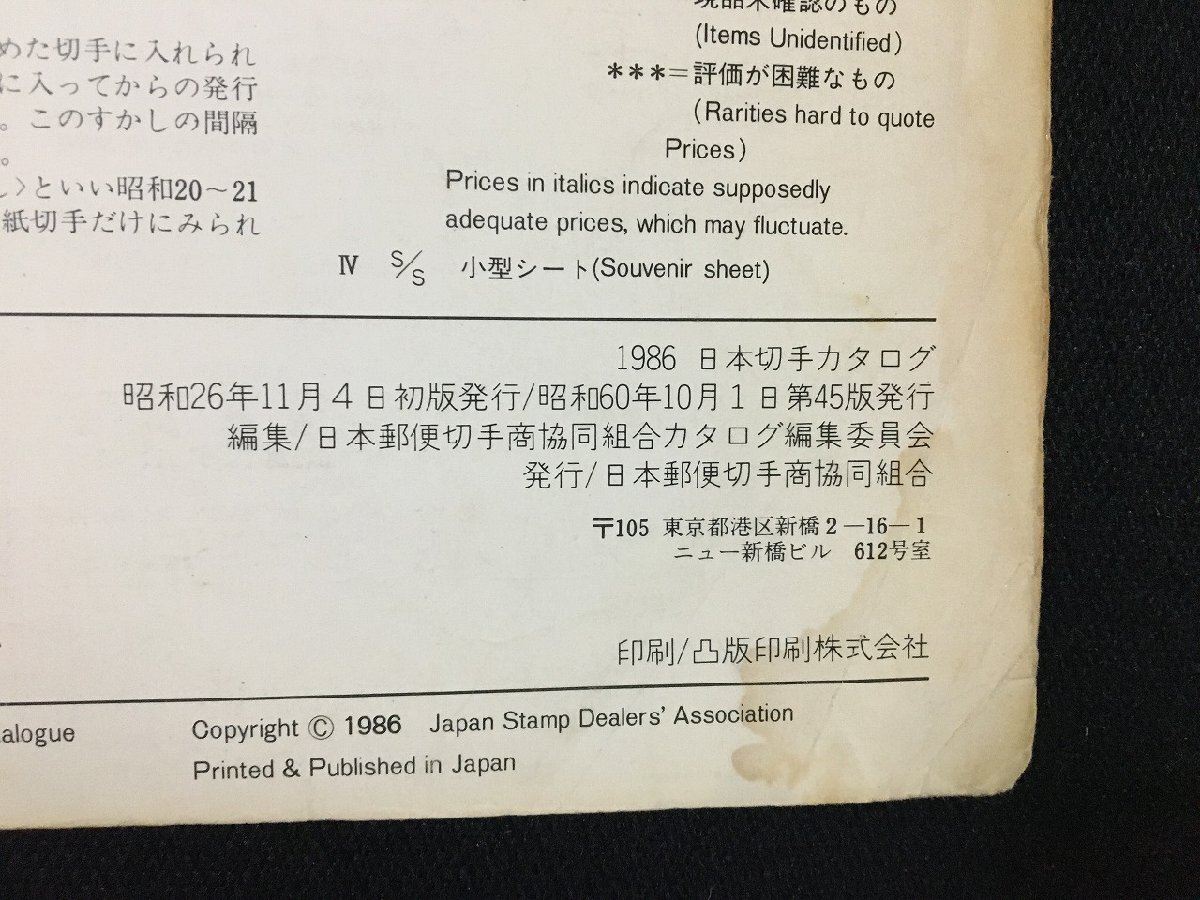 めた切手に入れられ
に入ってからの発行
。このすかしの間隔
。
し〉といい昭和20〜21
紙切手だけにみられ
現品未確認のもの
(Items Unidentified)
***=評価が困難なもの
(Rarities hard to quote
Prices)
Prices in italics indicate supposedly
adequate prices, which may fluctuate.
Ⅳ S/S 小型シート(Souvenir sheet)
1986 日本切手カタログ
昭和26年11月4日初版発行/昭和60年10月1日第45版発行
編集/日本郵便切手商協同組合カタログ編集委員会
発行/日本郵便切手商協同組合
〒105 東京都港区新橋2—16—1
ニュー新橋ビル 612号室
印刷/凸版印刷株式会社
alogue
Copyright © 1986 Japan Stamp Dealers' Association
Printed & Published in Japan